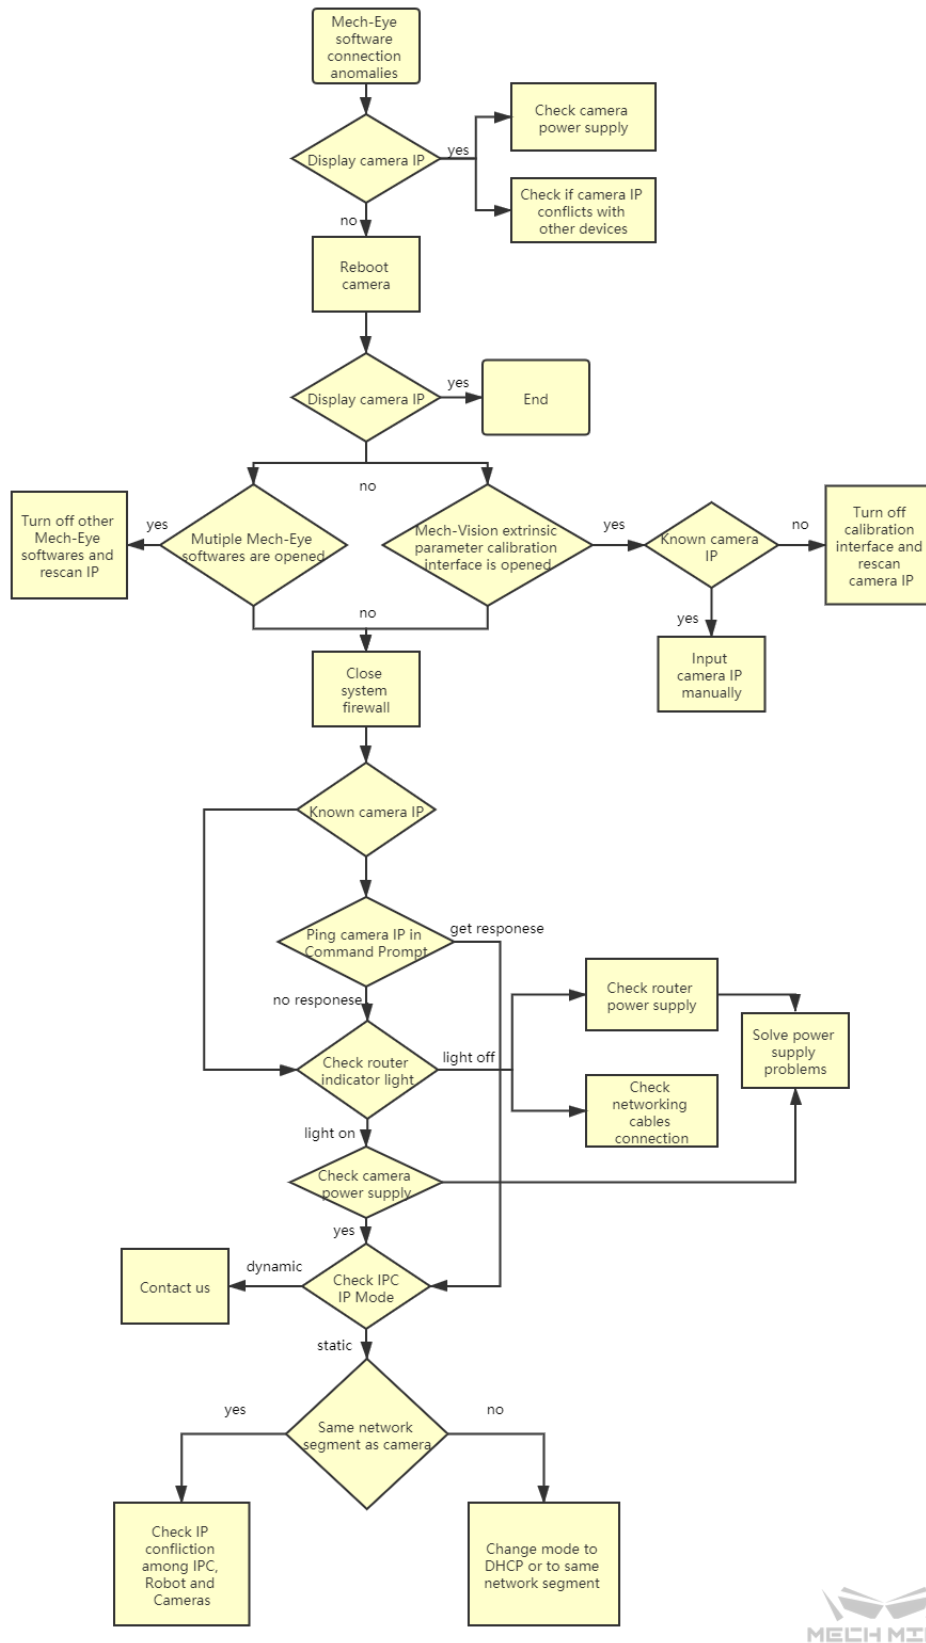 Mech-Eye
software
connection
anomalies
Display camera IP
yes
Check camera
power supply
Check if camera IP
conflicts with
other devices
no
Reboot
camera
Display camera IP
yes
End
no
Turn off other
Mech-Eye
softwares and
rescan IP
yes
Mutiple Mech-Eye
softwares are opened
Mech-Vision extrinsic
parameter calibration
interface is opened
yes
Known camera
IP
no
Turn off
calibration
interface and
rescan
camera IP
yes
Input
camera IP
manually
no
Close
system
firewall
Known camera IP
Ping camera IP in
Command Prompt
get responese
no responese
Check router
indicator light
light off
Check router
power supply
Solve power
supply
problems
Check
networking
cables
connection
light on
Check camera
power supply
yes
Check IPC
IP Mode
dynamic
Contact us
static
Same network
segment as camera
yes
no
Check IP
confliction
among IPC,
Robot and
Cameras
Change mode to
DHCP or to same
network segment
MECH MI